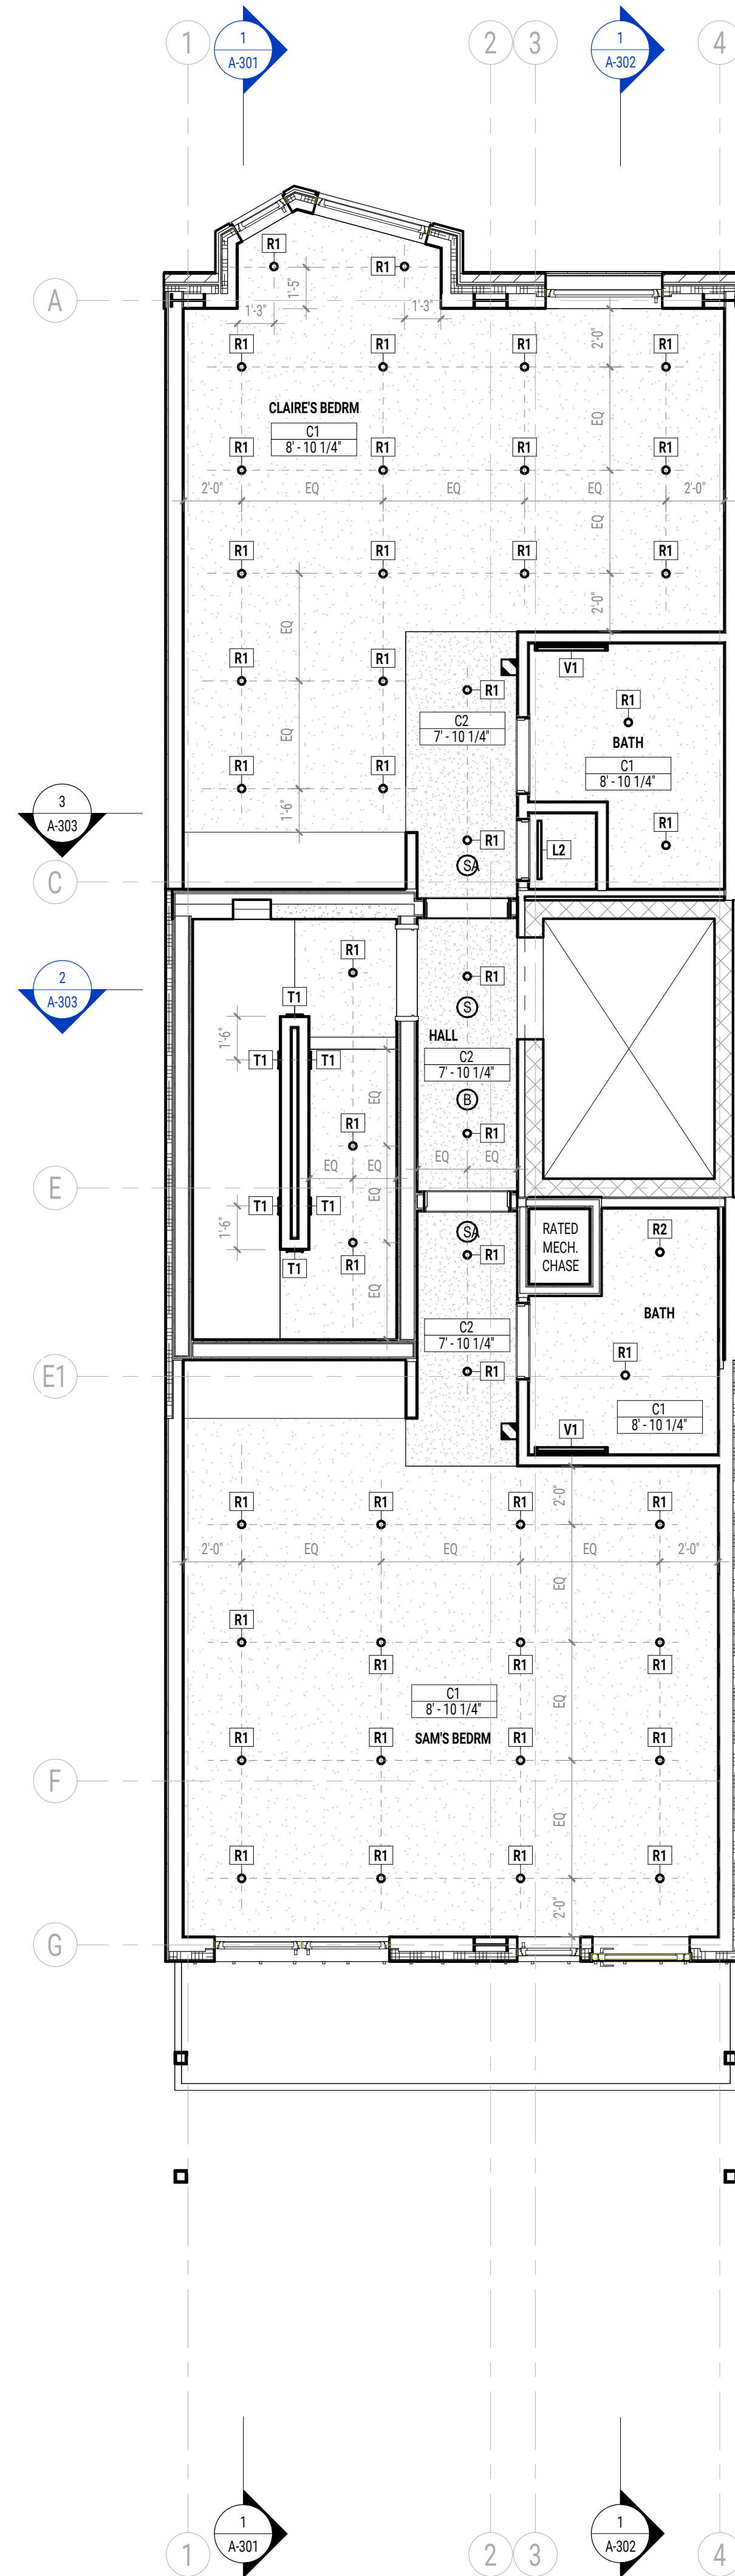 1
1
A-301
2
3
1
A-302
4
R1
R1
A
1'-5"
1'-3"
1'-3"
R1
R1
R1
R1
2'-0"
CLAIRE'S BEDRM
C1
8' - 10 1/4"
EQ
R1
R1
R1
R1
2'-0"
EQ
EQ
EQ
2'-0"
EQ
R1
R1
R1
R1
2'-0"
EQ
R1
R1
R1
V1
R1
C2
7' - 10 1/4"
BATH
C1
8' - 10 1/4"
EQ
R1
R1
3
A-303
1'-6"
R1
R1
L2
SA
C
R1
2
A-303
T1
R1
S
1'-6"
HALL
T1
T1
C2
7' - 10 1/4"
EQ
B
R1
R1
EQ
EQ
EQ
EQ
E
T1
T1
EQ
1'-6"
SA
RATED
MECH.
CHASE
R2
R1
T1
R1
EQ
BATH
C2
7' - 10 1/4"
R1
E1
R1
C1
8' - 10 1/4"
V1
R1
R1
R1
R1
2'-0"
2'-0"
EQ
EQ
EQ
2'-0"
EQ
R1
R1
R1
R1
C1
8' - 10 1/4"
EQ
SAM'S BEDRM
R1
R1
R1
R1
F
EQ
R1
R1
R1
R1
2'-0"
G
1
1
A-301
2
3
1
A-302
4